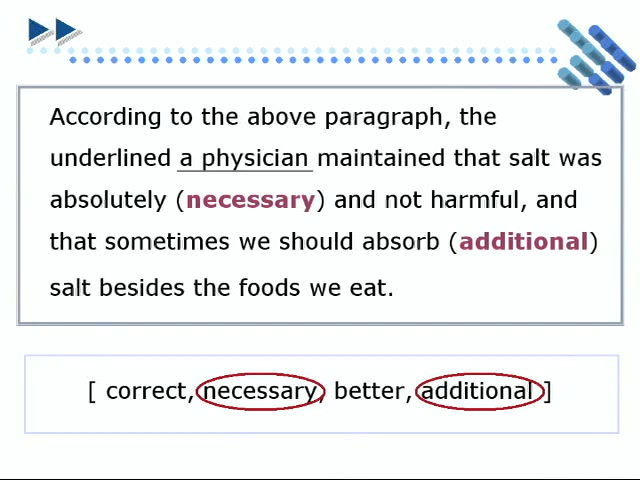 According to the above paragraph, the
underlined a physician maintained that salt was
absolutely (necessary) and not harmful, and
that sometimes we should absorb (additional)
salt besides the foods we eat.
[ correct, necessary, better, additional ]